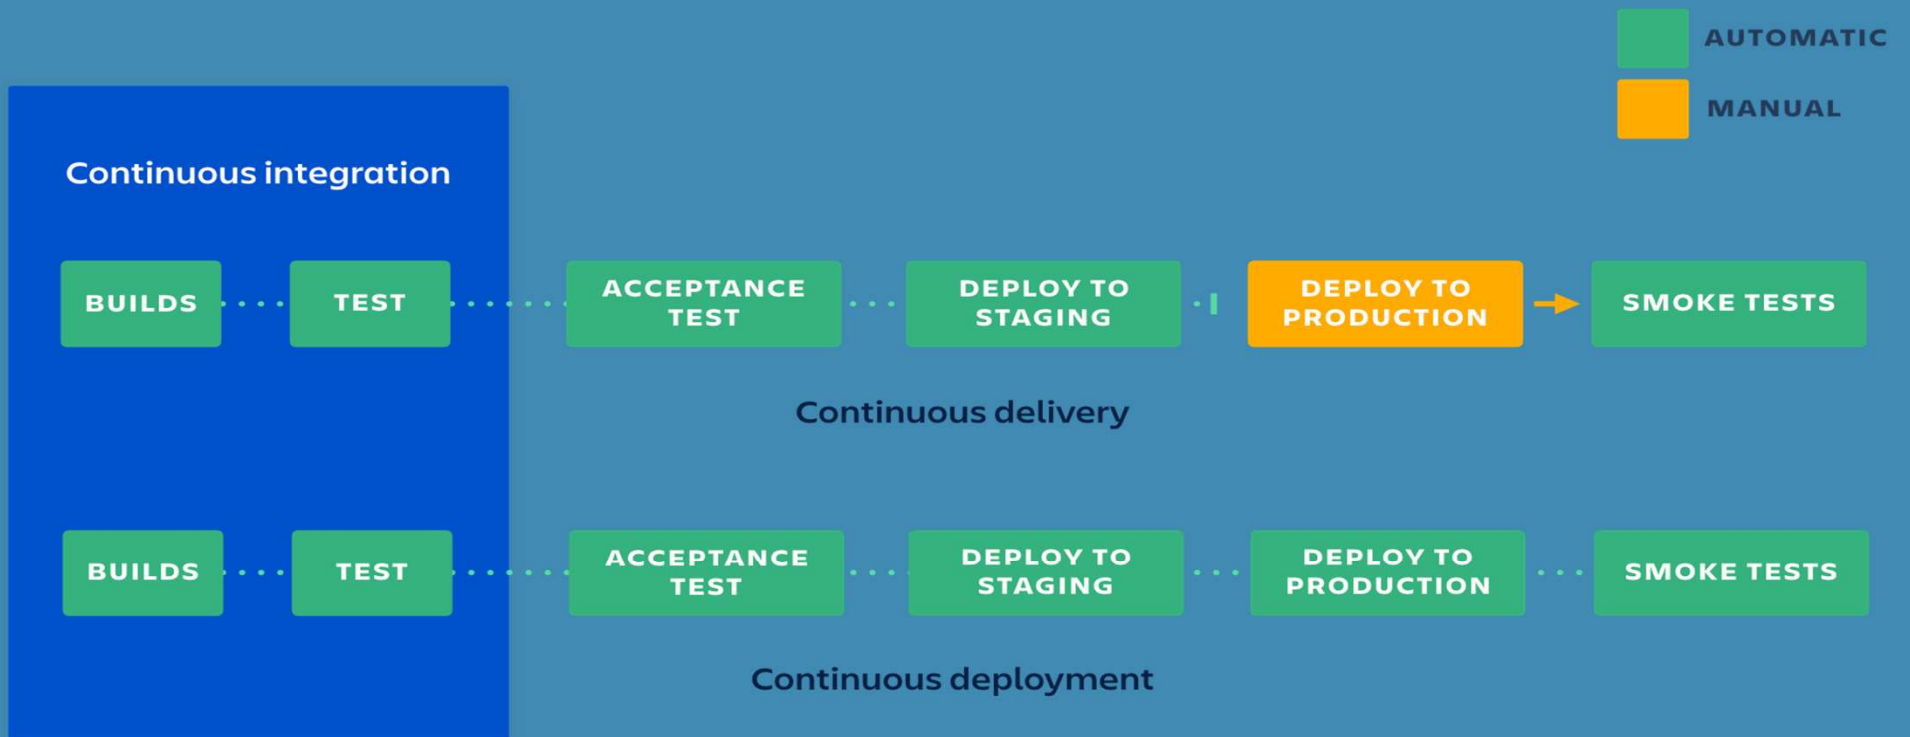 AUTOMATIC
MANUAL
Continuous integration
BUILDS
TEST
ACCEPTANCE
TEST
DEPLOY TO
STAGING
DEPLOY TO
PRODUCTION
SMOKE TESTS
Continuous delivery
BUILDS
TEST
ACCEPTANCE
TEST
DEPLOY TO
STAGING
DEPLOY TO
PRODUCTION
SMOKE TESTS
Continuous deployment